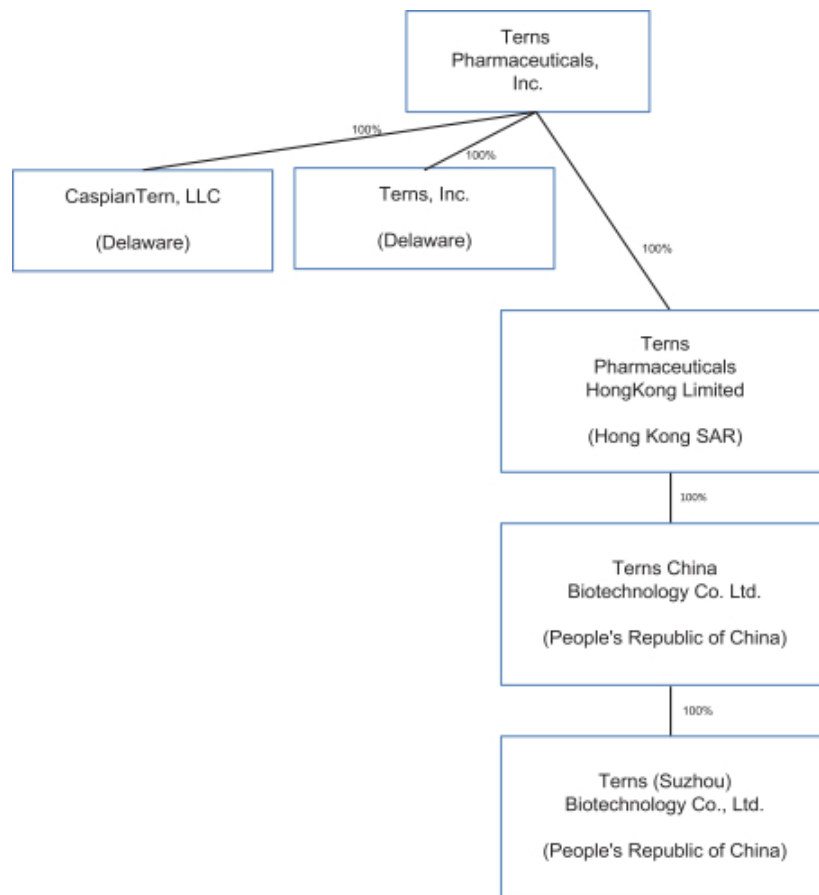 Terns
Pharmaceuticals,
Inc.
100%
100%
100%
CaspianTern, LLC
(Delaware)
Terns, Inc.
(Delaware)
Terns
Pharmaceuticals
HongKong Limited
(Hong Kong SAR)
100%
Terns China
Biotechnology Co. Ltd.
(People's Republic of China)
100%
Terns (Suzhou)
Biotechnology Co., Ltd.
(People's Republic of China)